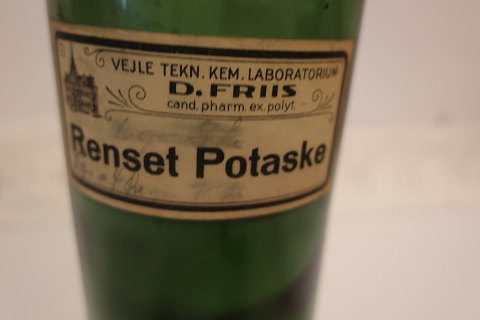 VEJLE TEKN. KEM. LABORATORIUM
D. FRIIS
cand. pharm. ex. polyt.
Renset Potaske